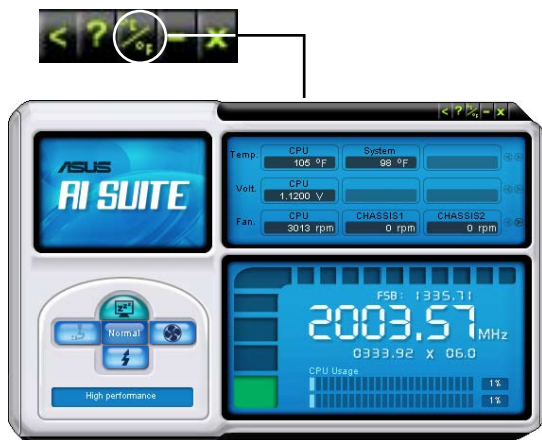 < ? °C/°F − x
< ? °C/°F − x
ASUS
AI SUITE
Temp. CPU 105 °F System 98 °F
Volt. CPU 1.1200 V
Fan. CPU 3013 rpm CHASSIS1 0 rpm CHASSIS2 0 rpm
zzz
Normal
High performance
FSB: 1335.71
2003.57 MHz
0333.92 X 06.0
CPU Usage
1%
1%